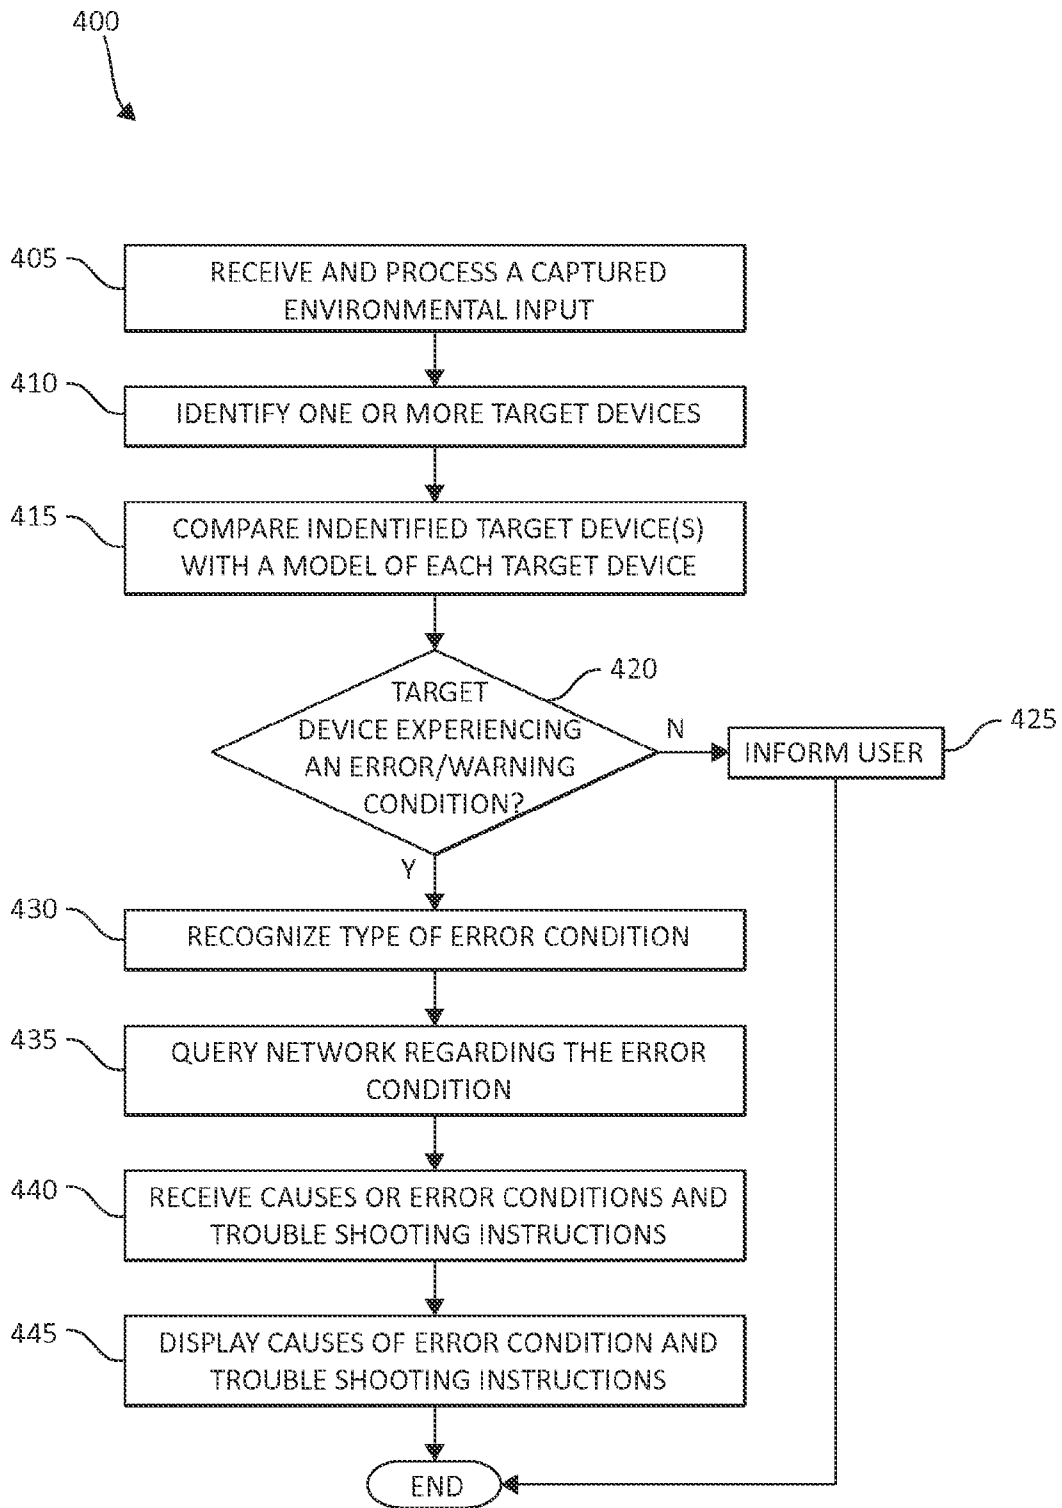 400
405
RECEIVE AND PROCESS A CAPTURED
ENVIRONMENTAL INPUT
410
IDENTIFY ONE OR MORE TARGET DEVICES
415
COMPARE INDENTIFIED TARGET DEVICE(S)
WITH A MODEL OF EACH TARGET DEVICE
420
TARGET
DEVICE EXPERIENCING
AN ERROR/WARNING
CONDITION?
N
425
INFORM USER
Y
430
RECOGNIZE TYPE OF ERROR CONDITION
435
QUERY NETWORK REGARDING THE ERROR
CONDITION
440
RECEIVE CAUSES OR ERROR CONDITIONS AND
TROUBLE SHOOTING INSTRUCTIONS
445
DISPLAY CAUSES OF ERROR CONDITION AND
TROUBLE SHOOTING INSTRUCTIONS
END